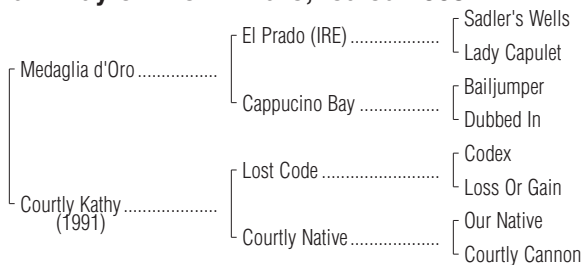 El Prado (IRE) ....................
Sadler's Wells
Lady Capulet
Medaglia d'Oro ..................
Cappucino Bay ..................
Bailjumper
Dubbed In
Courtly Kathy .....................
(1991)
Lost Code ..........................
Codex
Loss Or Gain
Courtly Native.....................
Our Native
Courtly Cannon